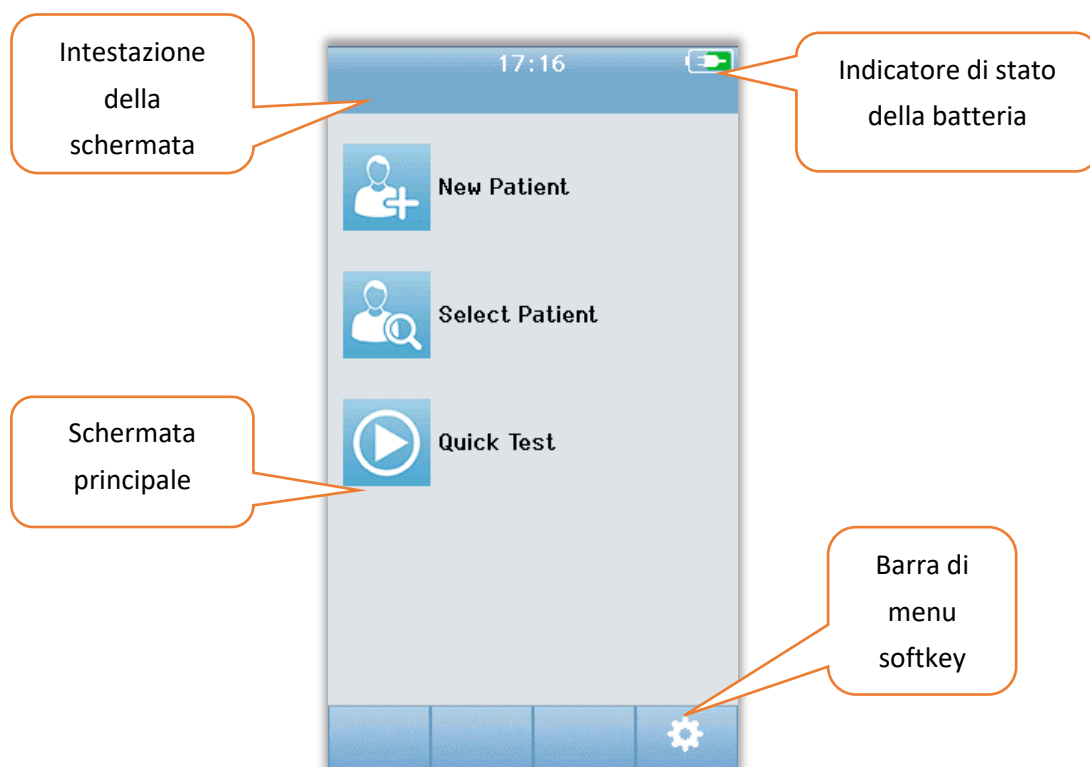 Intestazione
della
schermata
17:16
Indicatore di stato
della batteria
New Patient
Select Patient
Schermata
principale
Quick Test
Barra di
menu
softkey